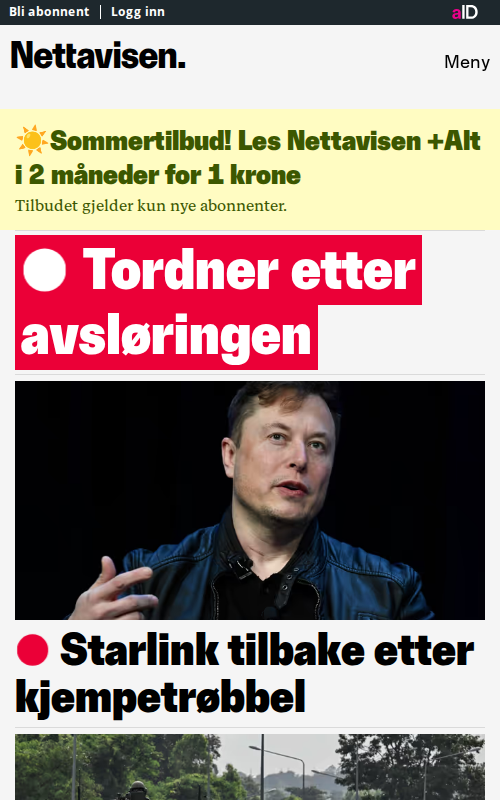 Bli abonnent
Logg inn
aID
Nettavisen.
Meny
Sommertilbud! Les Nettavisen +Alt
i 2 måneder for 1 krone
Tilbudet gjelder kun nye abonnenter.
Tordner etter
avsløringen
Starlink tilbake etter
kjempetrøbbel